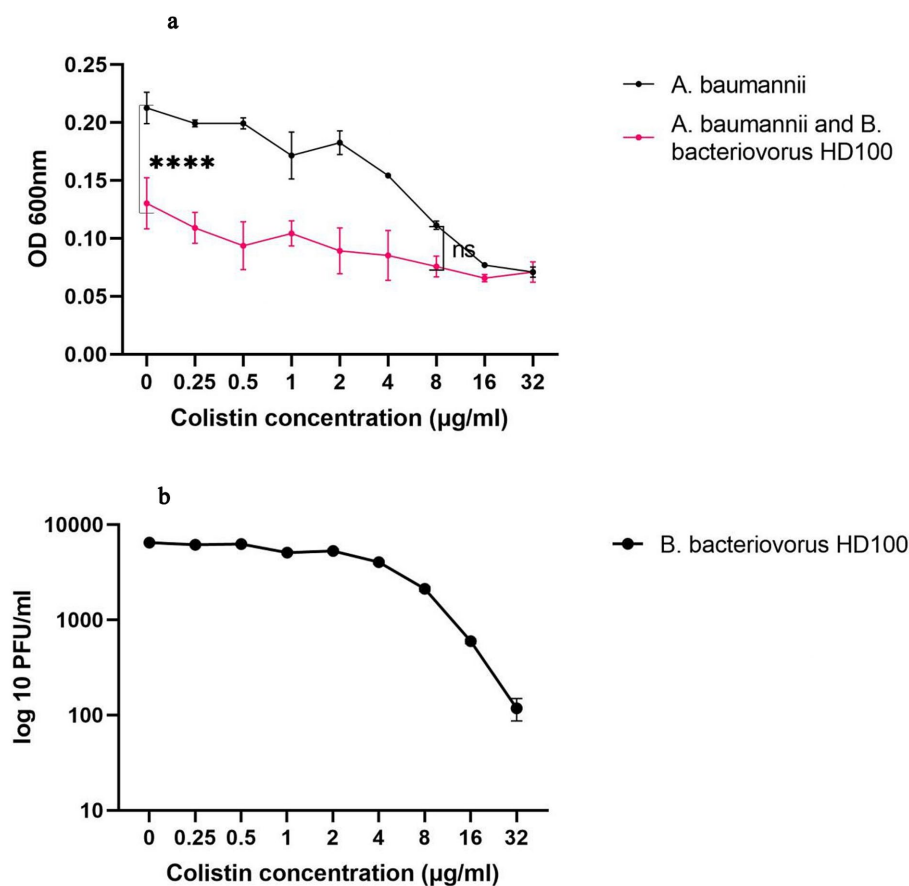 a
0.25
0.20
0.15
0.10
0.05
0.00
OD 600nm
****
ns
0 0.25 0.5 1 2 4 8 16 32
Colistin concentration (µg/ml)
A. baumannii
A. baumannii and B.
bacteriovorus HD100
b
10000
1000
100
10
log 10 PFU/ml
0 0.25 0.5 1 2 4 8 16 32
Colistin concentration (µg/ml)
B. bacteriovorus HD100